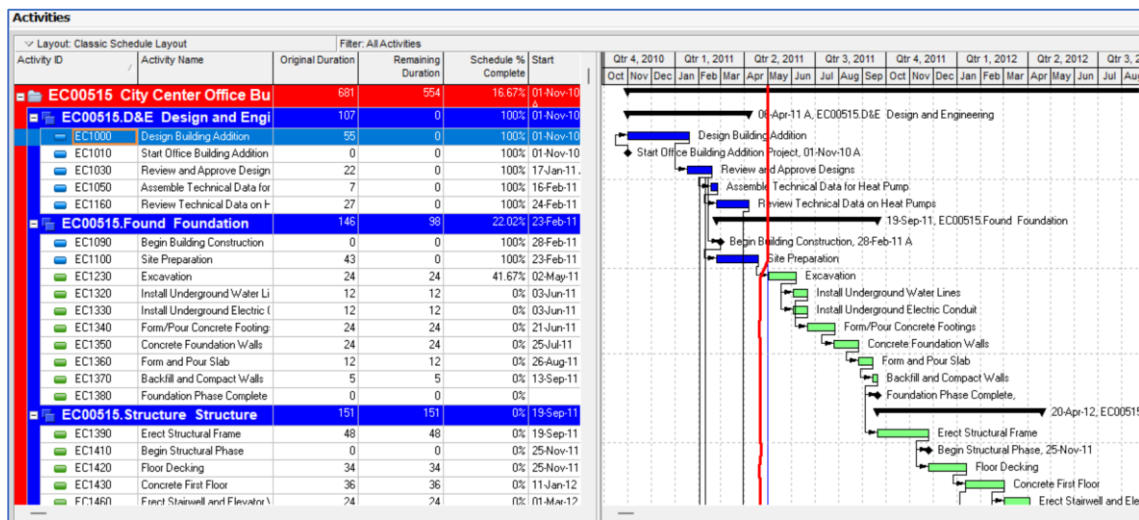 Activities
Layout: Classic Schedule Layout Filter: All Activities
Activity ID Activity Name Original Duration Remaining Duration Schedule % Complete Start
Qtr 4, 2010 Qtr 1, 2011 Qtr 2, 2011 Qtr 3, 2011 Qtr 4, 2011 Qtr 1, 2012 Qtr 2, 2012 Qtr 3, 2
Oct Nov Dec Jan Feb Mar Apr May Jun Jul Aug Sep Oct Nov Dec Jan Feb Mar Apr May Jun Jul Aug
EC00515 City Center Office Bu 681 554 16.67% 01-Nov-10
EC00515.D&E Design and Engi 107 0 100% 01-Nov-10 06-Apr-11 A, EC00515.D&E Design and Engineering
EC1000 Design Building Addition 55 0 100% 01-Nov-10 Design Building Addition
EC1010 Start Office Building Addition 0 0 100% 01-Nov-10 Start Office Building Addition Project, 01-Nov-10 A
EC1030 Review and Approve Design 22 0 100% 17-Jan-11 Review and Approve Designs
EC1050 Assemble Technical Data for 7 0 100% 16-Feb-11 Assemble Technical Data for Heat Pump
EC1160 Review Technical Data on H 27 0 100% 24-Feb-11 Review Technical Data on Heat Pumps
EC00515.Found Foundation 146 98 22.02% 23-Feb-11 19-Sep-11, EC00515.Found Foundation
EC1090 Begin Building Construction 0 0 100% 28-Feb-11 Begin Building Construction, 28-Feb-11 A
EC1100 Site Preparation 43 0 100% 23-Feb-11 Site Preparation
EC1230 Excavation 24 24 41.67% 02-May-11 Excavation
EC1320 Install Underground Water Li 12 12 0% 03-Jun-11 Install Underground Water Lines
EC1330 Install Underground Electric 12 12 0% 03-Jun-11 Install Underground Electric Conduit
EC1340 Form/Pour Concrete Footing 24 24 0% 21-Jun-11 Form/Pour Concrete Footings
EC1350 Concrete Foundation Walls 24 24 0% 25-Jul-11 Concrete Foundation Walls
EC1360 Form and Pour Slab 12 12 0% 26-Aug-11 Form and Pour Slab
EC1370 Backfill and Compact Walls 5 5 0% 13-Sep-11 Backfill and Compact Walls
EC1380 Foundation Phase Complete 0 0 0% Foundation Phase Complete,
EC00515.Structure Structure 151 151 0% 19-Sep-11 20-Apr-12, EC00515
EC1390 Erect Structural Frame 48 48 0% 19-Sep-11 Erect Structural Frame
EC1410 Begin Structural Phase 0 0 0% 25-Nov-11 Begin Structural Phase, 25-Nov-11
EC1420 Floor Decking 34 34 0% 25-Nov-11 Floor Decking
EC1430 Concrete First Floor 36 36 0% 11-Jan-12 Concrete First Floor
EC1460 Erect Stairwell and Elevator 24 24 0% 01-Mar-12 Erect Stairwell and Ele